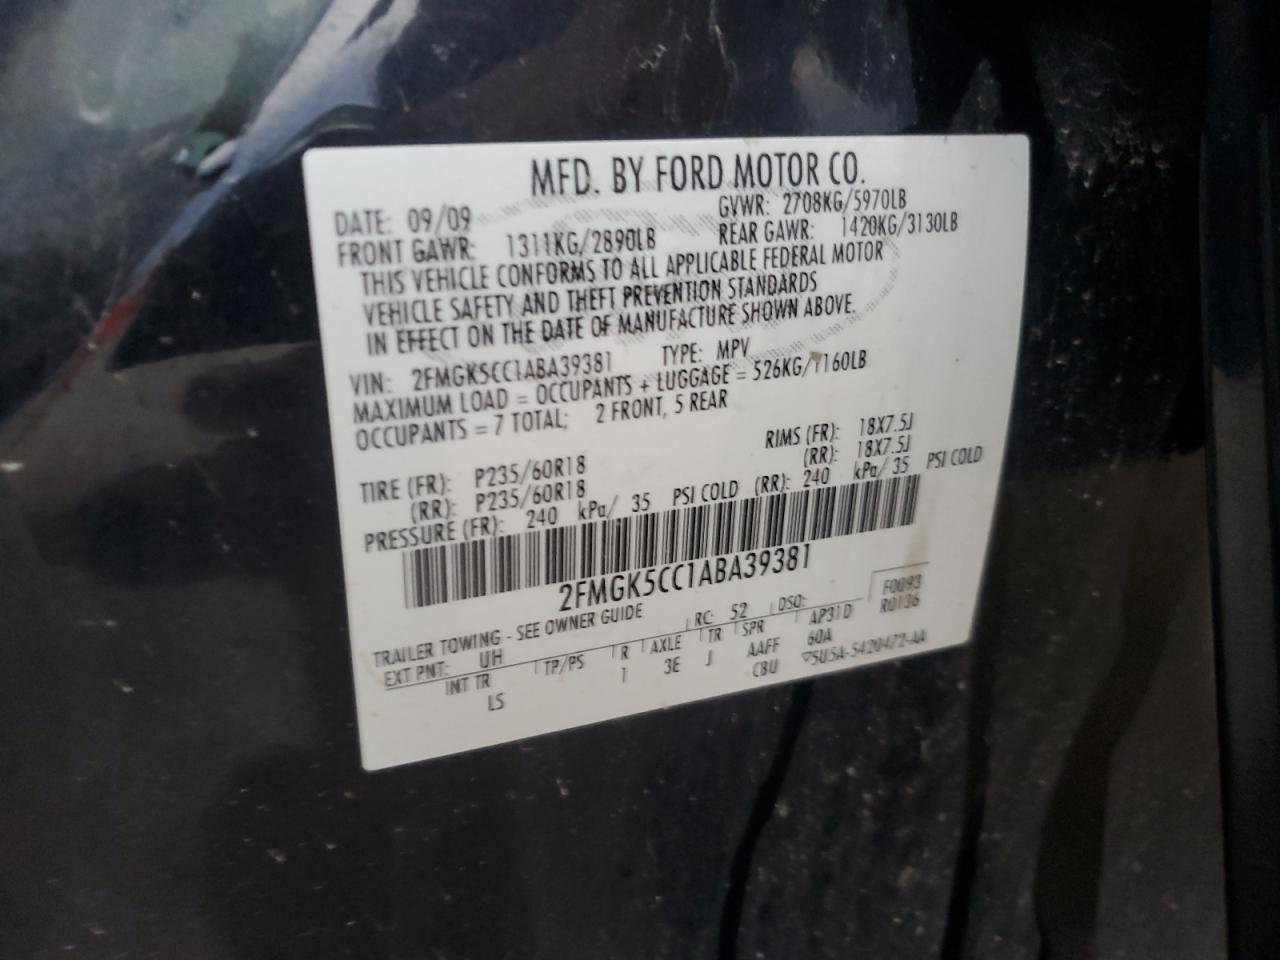 MFD. BY FORD MOTOR CO.
DATE: 09/09 GVWR: 2708KG/5970LB
FRONT GAWR: 1311KG/2890LB REAR GAWR: 1420KG/3130LB
THIS VEHICLE CONFORMS TO ALL APPLICABLE FEDERAL MOTOR
VEHICLE SAFETY AND THEFT PREVENTION STANDARDS
IN EFFECT ON THE DATE OF MANUFACTURE SHOWN ABOVE.
VIN: 2FMGK5CC1ABA39381 TYPE: MPV
MAXIMUM LOAD = OCCUPANTS + LUGGAGE = 526KG/1160LB
OCCUPANTS = 7 TOTAL; 2 FRONT, 5 REAR
TIRE (FR): P235/60R18 RIMS (FR): 18X7.5J
(RR): P235/60R18 (RR): 18X7.5J
PRESSURE (FR): 240 kPa/ 35 PSI COLD (RR): 240 kPa/ 35 PSI COLD
2FMGK5CC1ABA39381
TRAILER TOWING - SEE OWNER GUIDE
EXT PNT: UH RC: 52 DSO: AP31D F0093
INT TR TP/PS R AXLE TR SPR 60A R0136
LS 1 3E J AAFF ▽5U5A-5420472-AA
CBU